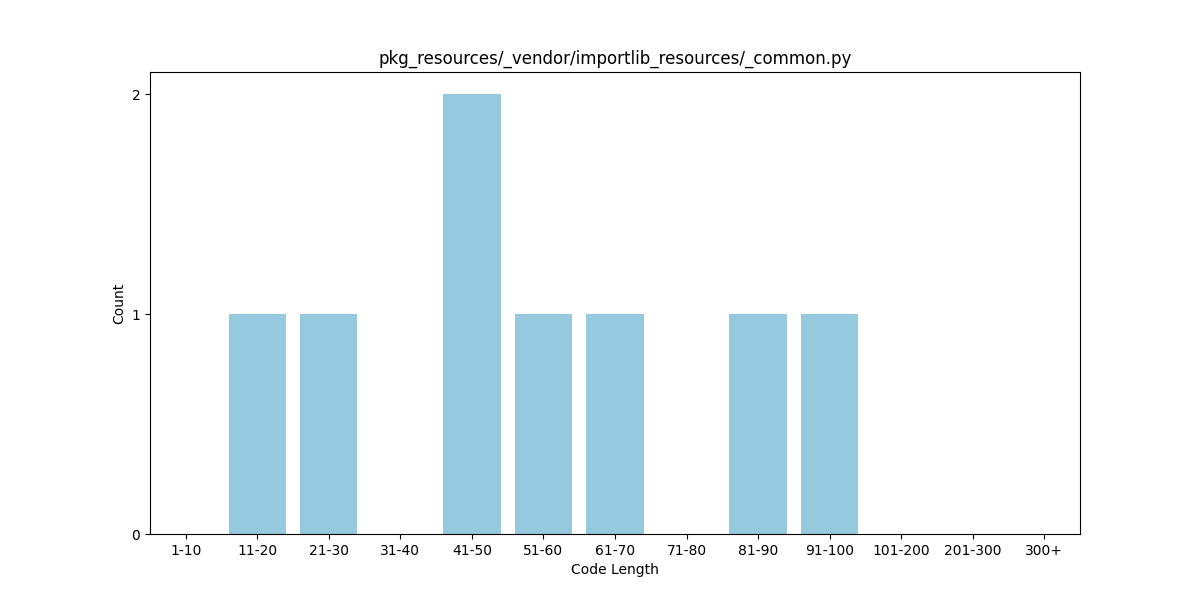 pkg_resources/_vendor/importlib_resources/_common.py
2
1
0
Count
1-10 11-20 21-30 31-40 41-50 51-60 61-70 71-80 81-90 91-100 101-200 201-300 300+
Code Length